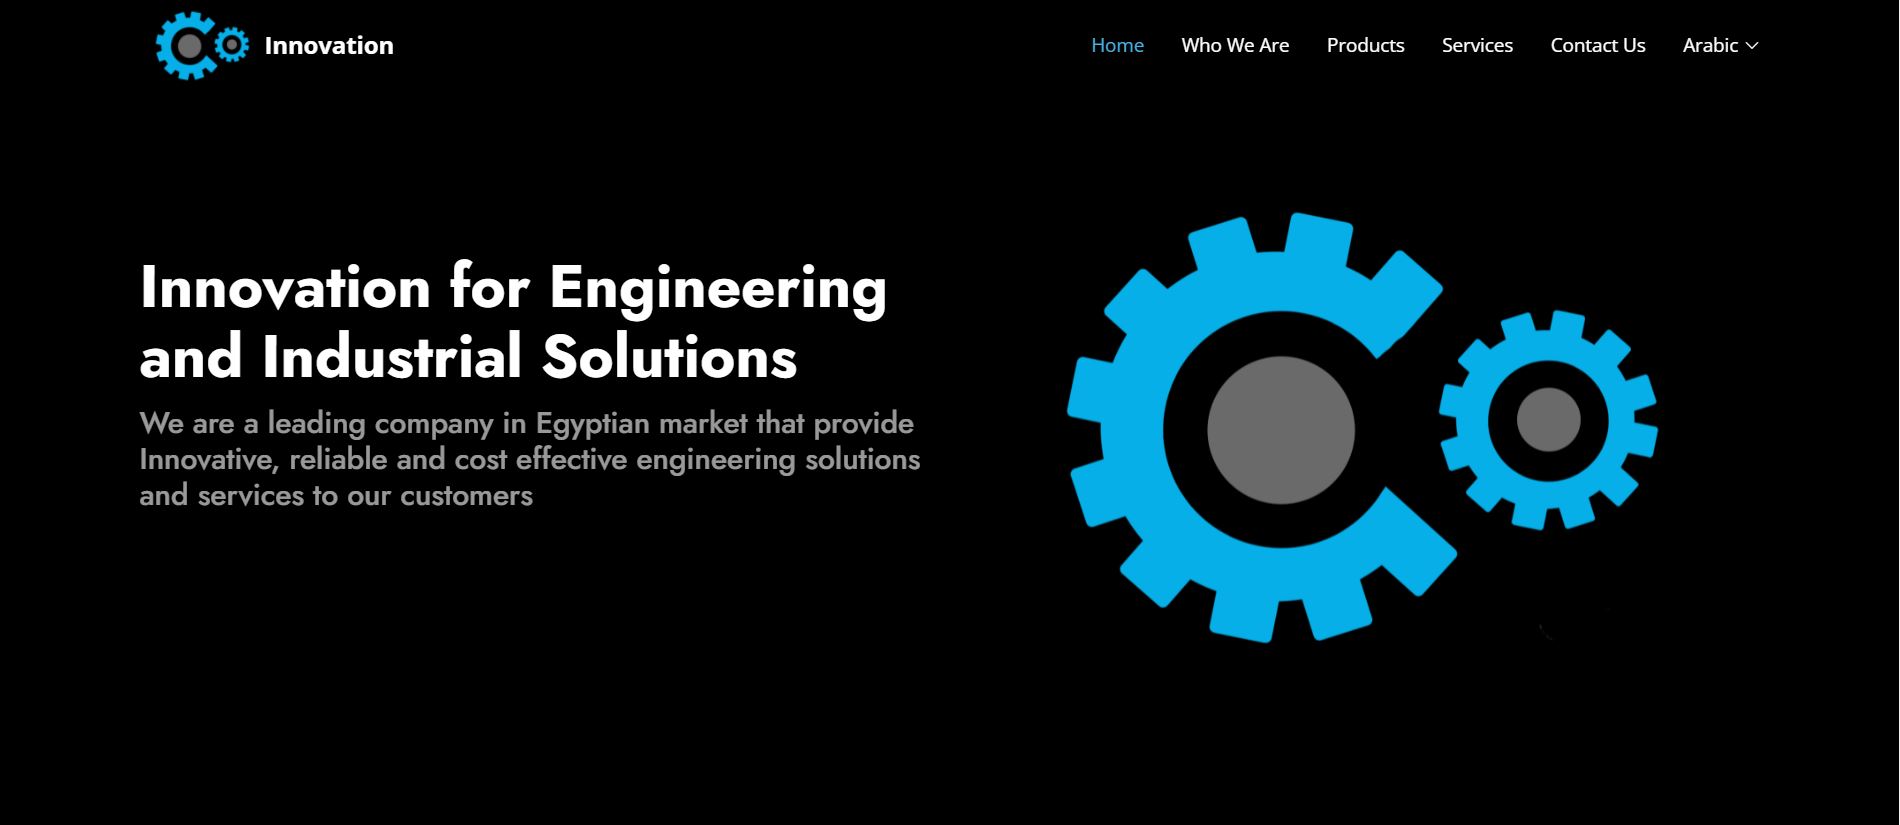 Innovation
Home Who We Are Products Services Contact Us Arabic
Innovation for Engineering
and Industrial Solutions
We are a leading company in Egyptian market that provide
Innovative, reliable and cost effective engineering solutions
and services to our customers